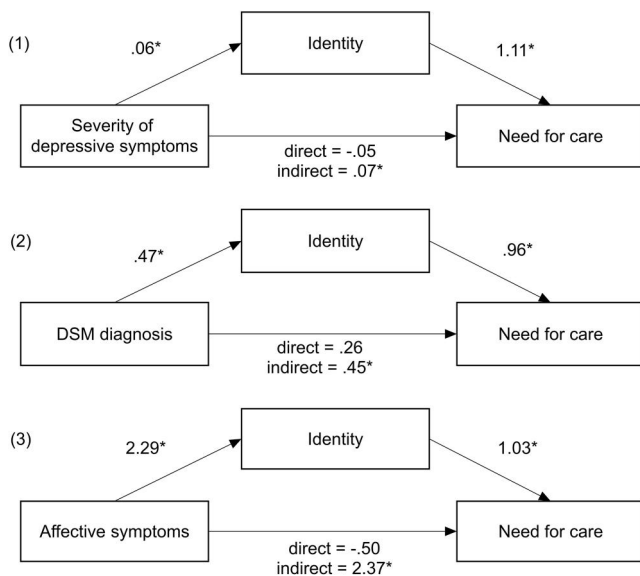 (1)
.06*
Identity
1.11*
Severity of
depressive symptoms
direct = -.05
indirect = .07*
Need for care
(2)
.47*
Identity
.96*
DSM diagnosis
direct = .26
indirect = .45*
Need for care
(3)
2.29*
Identity
1.03*
Affective symptoms
direct = -.50
indirect = 2.37*
Need for care